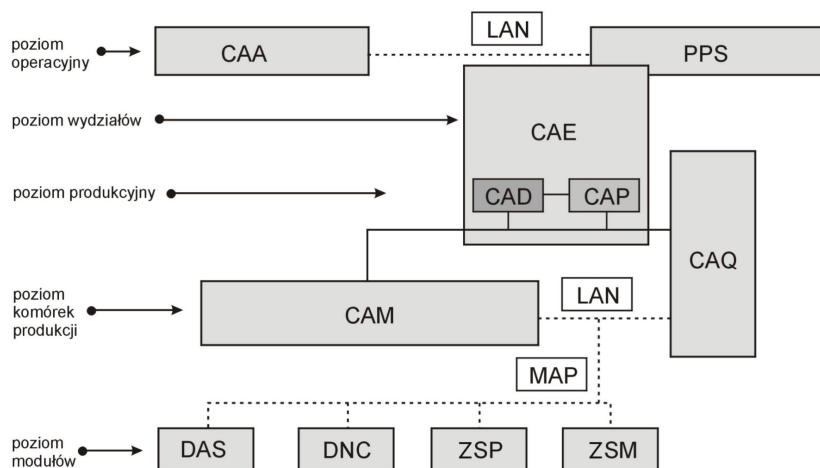 LAN
poziom
operacyjny
CAA
PPS
poziom wydziałów
CAE
poziom produkcyjny
CAD
CAP
CAQ
poziom
komórek
produkcji
CAM
LAN
MAP
poziom
modułów
DAS
DNC
ZSP
ZSM